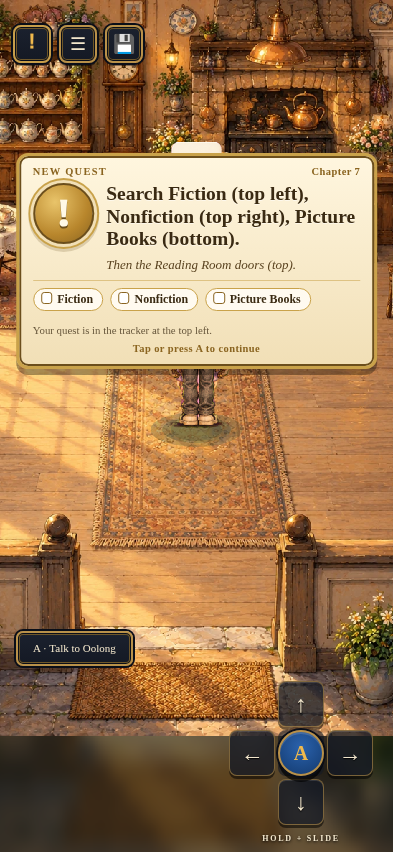 !
☰
NEW QUEST
Chapter 7
!
Search Fiction (top left),
Nonfiction (top right), Picture
Books (bottom).
Then the Reading Room doors (top).
Fiction
Nonfiction
Picture Books
Your quest is in the tracker at the top left.
Tap or press A to continue
A · Talk to Oolong
↑
←
A
→
↓
HOLD + SLIDE